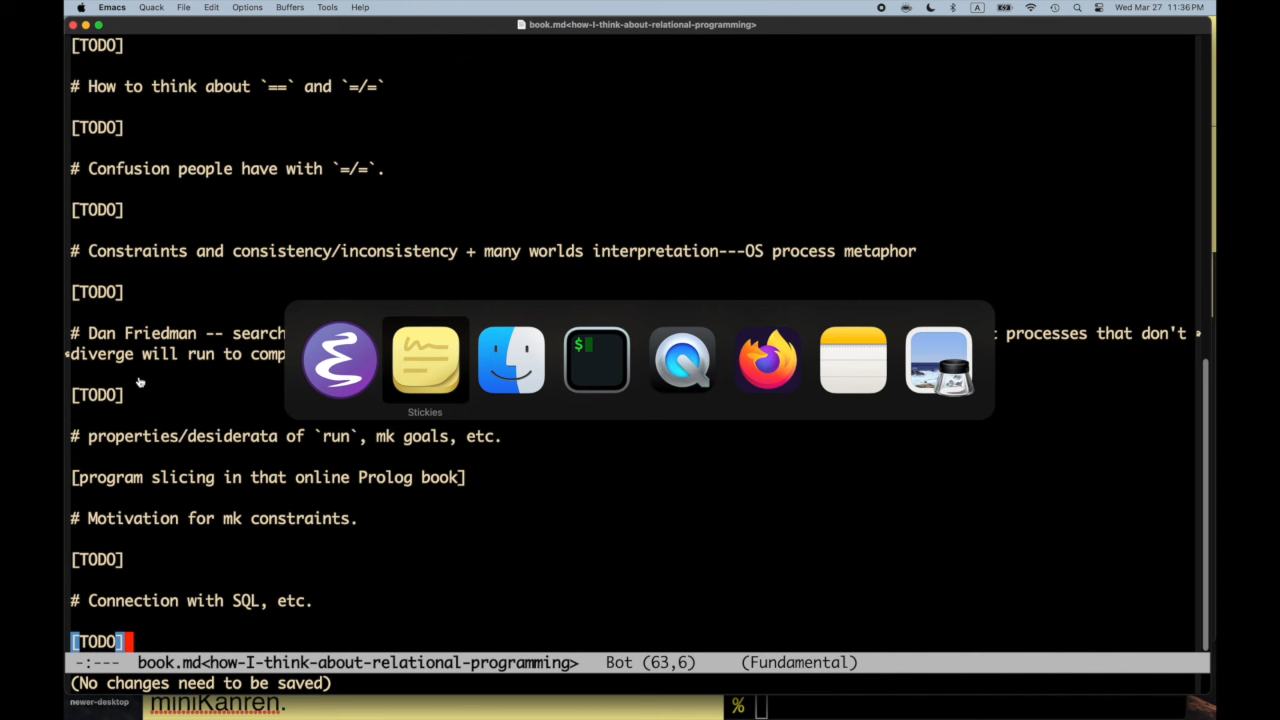 Emacs Quack File Edit Options Buffers Tools Help A Wed Mar 27 11:36 PM
book.md<how-I-think-about-relational-programming>
[TODO]
# How to think about `==` and `=/=`
[TODO]
# Confusion people have with `=/=`.
[TODO]
# Constraints and consistency/inconsistency + many worlds interpretation---OS process metaphor
[TODO]
# Dan Friedman -- search t processes that don't
diverge will run to comp
[TODO]
Stickies
# properties/desiderata of `run`, mk goals, etc.
[program slicing in that online Prolog book]
# Motivation for mk constraints.
[TODO]
# Connection with SQL, etc.
[TODO]
-:--- book.md<how-I-think-about-relational-programming> Bot (63,6) (Fundamental)
(No changes need to be saved)
newer-desktop miniKanren. %